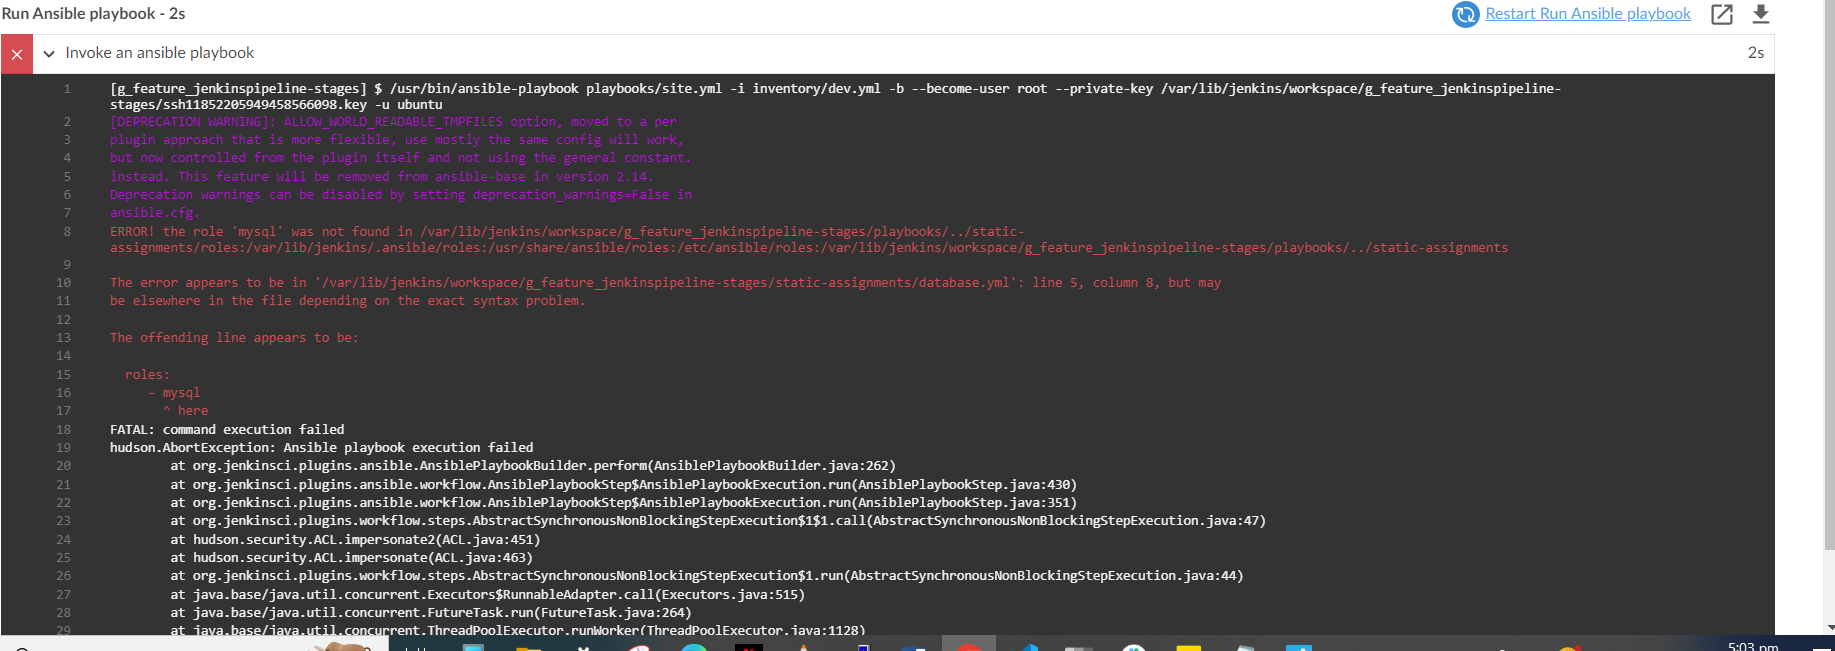 Run Ansible playbook - 2s
Restart Run Ansible playbook
Invoke an ansible playbook
2s
1 [g_feature_jenkinspipeline-stages] $ /usr/bin/ansible-playbook playbooks/site.yml -i inventory/dev.yml -b --become-user root --private-key /var/lib/jenkins/workspace/g_feature_jenkinspipeline-
stages/ssh11852205949458566098.key -u ubuntu
2 [DEPRECATION WARNING]: ALLOW_WORLD_READABLE_TMPFILES option, moved to a per
3 plugin approach that is more flexible, use mostly the same config will work,
4 but now controlled from the plugin itself and not using the general constant.
5 instead. This feature will be removed from ansible-base in version 2.14.
6 Deprecation warnings can be disabled by setting deprecation_warnings=False in
7 ansible.cfg.
8 ERROR! the role 'mysql' was not found in /var/lib/jenkins/workspace/g_feature_jenkinspipeline-stages/playbooks/../static-
assignments/roles:/var/lib/jenkins/.ansible/roles:/usr/share/ansible/roles:/etc/ansible/roles:/var/lib/jenkins/workspace/g_feature_jenkinspipeline-stages/playbooks/../static-assignments
9
10 The error appears to be in '/var/lib/jenkins/workspace/g_feature_jenkinspipeline-stages/static-assignments/database.yml': line 5, column 8, but may
11 be elsewhere in the file depending on the exact syntax problem.
12
13 The offending line appears to be:
14
15 roles:
16 - mysql
17 ^ here
18 FATAL: command execution failed
19 hudson.AbortException: Ansible playbook execution failed
20 at org.jenkinsci.plugins.ansible.AnsiblePlaybookBuilder.perform(AnsiblePlaybookBuilder.java:262)
21 at org.jenkinsci.plugins.ansible.workflow.AnsiblePlaybookStep$AnsiblePlaybookExecution.run(AnsiblePlaybookStep.java:430)
22 at org.jenkinsci.plugins.ansible.workflow.AnsiblePlaybookStep$AnsiblePlaybookExecution.run(AnsiblePlaybookStep.java:351)
23 at org.jenkinsci.plugins.workflow.steps.AbstractSynchronousNonBlockingStepExecution$1$1.call(AbstractSynchronousNonBlockingStepExecution.java:47)
24 at hudson.security.ACL.impersonate2(ACL.java:451)
25 at hudson.security.ACL.impersonate(ACL.java:463)
26 at org.jenkinsci.plugins.workflow.steps.AbstractSynchronousNonBlockingStepExecution$1.run(AbstractSynchronousNonBlockingStepExecution.java:44)
27 at java.base/java.util.concurrent.Executors$RunnableAdapter.call(Executors.java:515)
28 at java.base/java.util.concurrent.FutureTask.run(FutureTask.java:264)
29 at java.base/java.util.concurrent.ThreadPoolExecutor.runWorker(ThreadPoolExecutor.java:1128)
5:03 pm